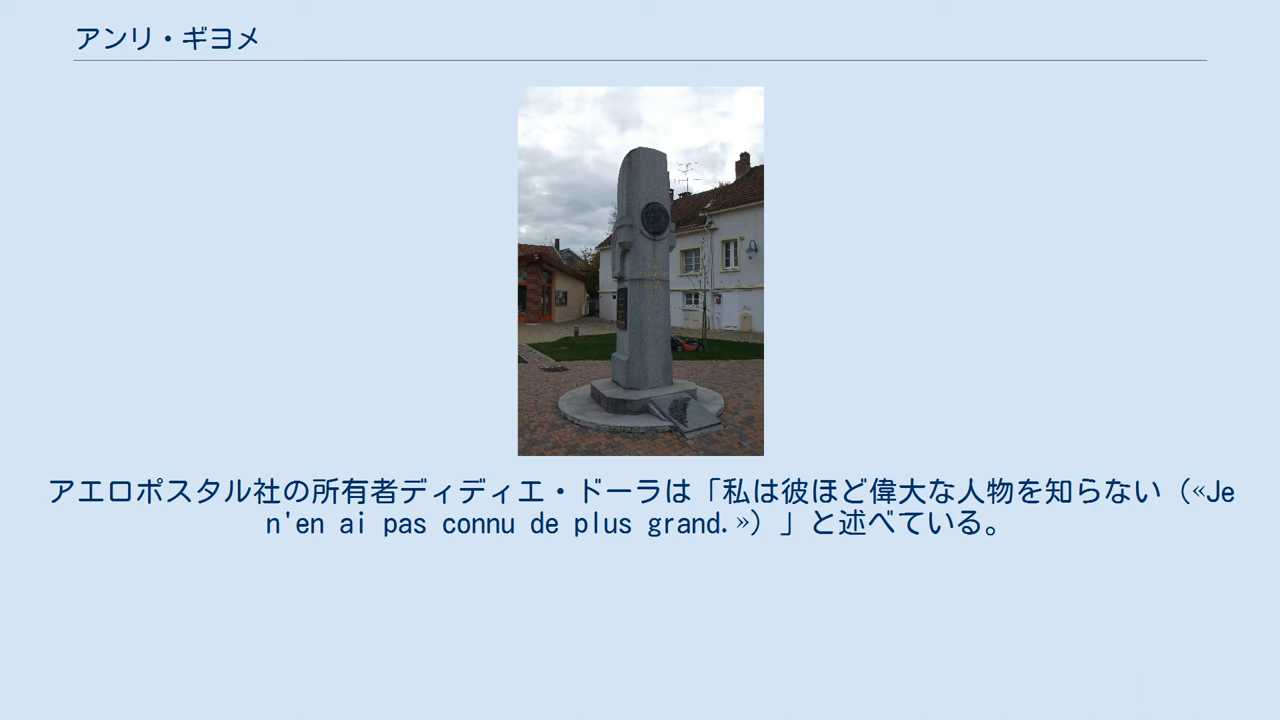 アンリ・ギヨメ
アエロポスタル社の所有者ディディエ・ドーラは「私は彼ほど偉大な人物を知らない（«Je
n'en ai pas connu de plus grand.»）」と述べている。